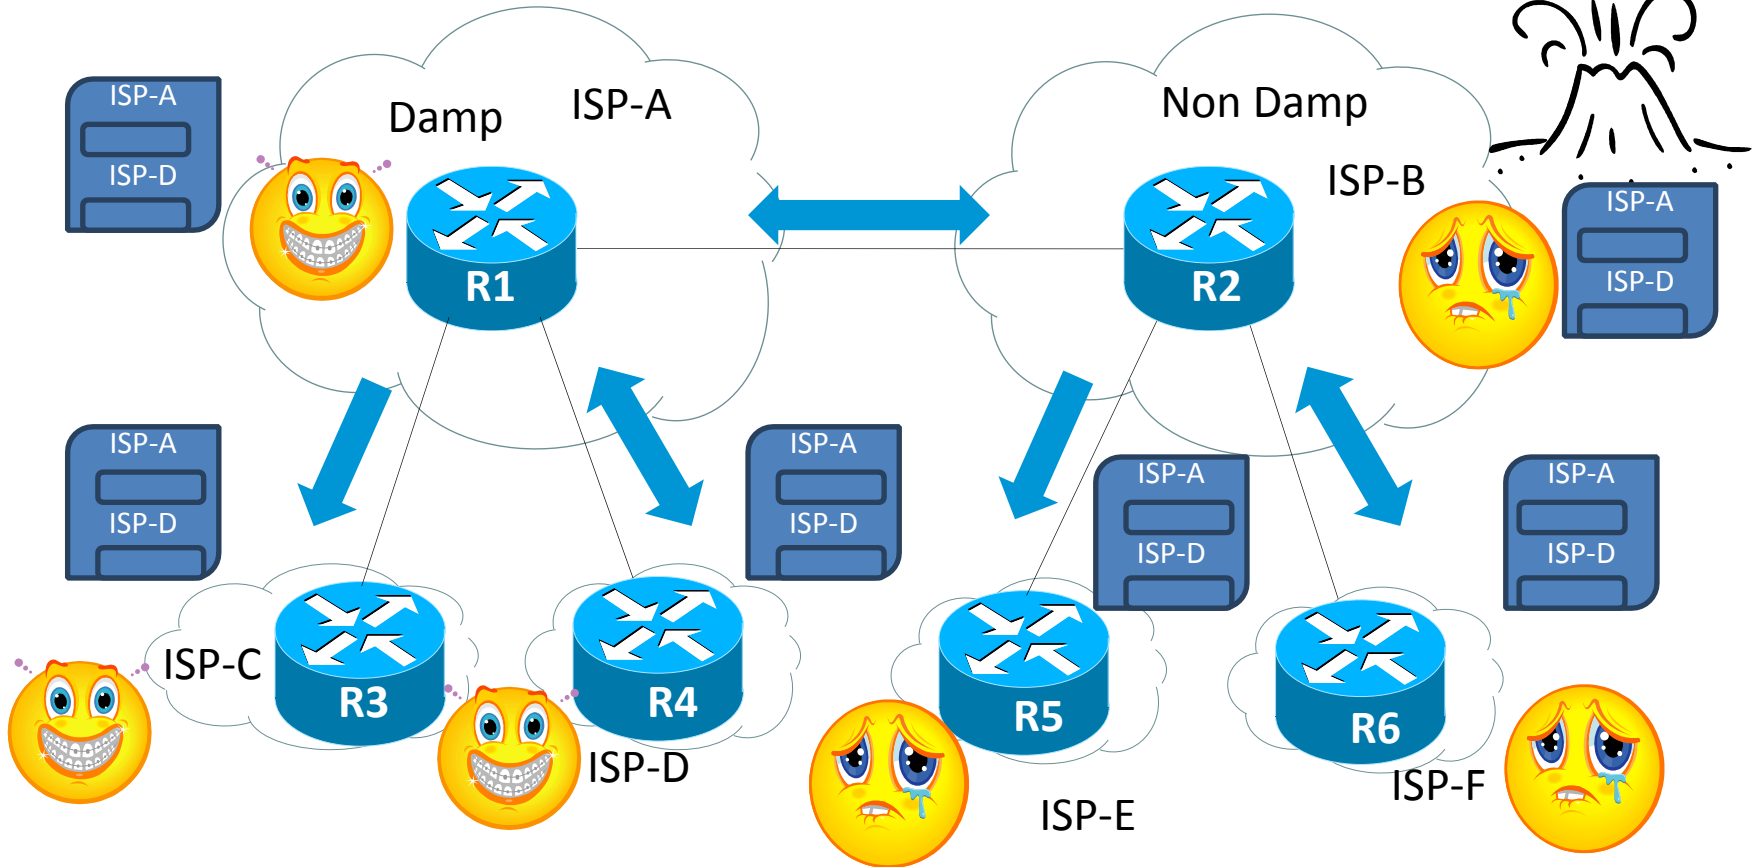 Damp
ISP-A
Non Damp
ISP-B
ISP-A
ISP-D
ISP-A
ISP-D
R1
R2
ISP-A
ISP-D
ISP-A
ISP-D
ISP-A
ISP-D
ISP-A
ISP-D
ISP-C
R3
R4
ISP-D
R5
ISP-E
R6
ISP-F